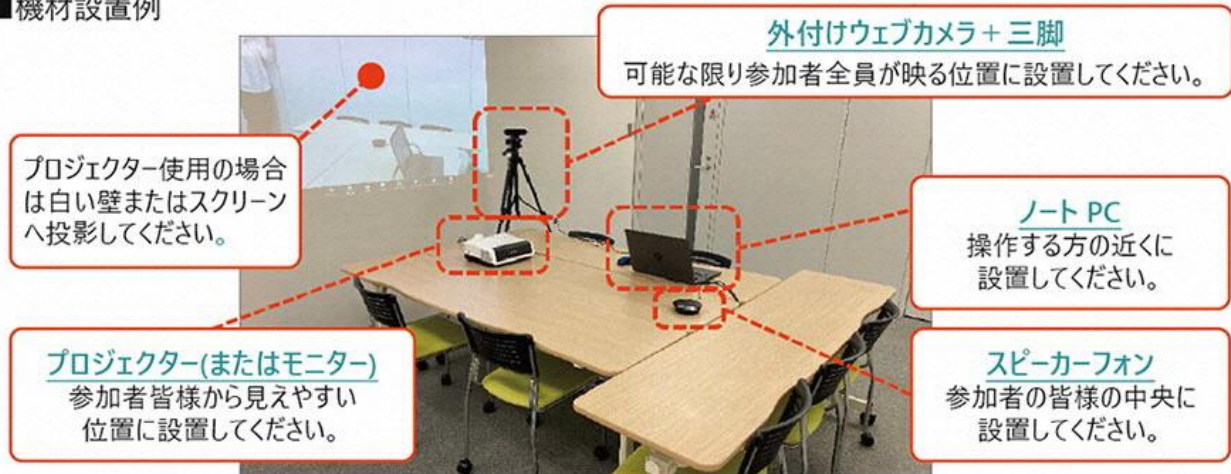 ■機材設置例
外付けウェブカメラ＋三脚
可能な限り参加者全員が映る位置に設置してください。
プロジェクター使用の場合
は白い壁またはスクリーン
へ投影してください。
ノート PC
操作する方の近くに
設置してください。
プロジェクター(またはモニター)
参加者皆様から見えやすい
位置に設置してください。
スピーカーフォン
参加者の皆様の中央に
設置してください。